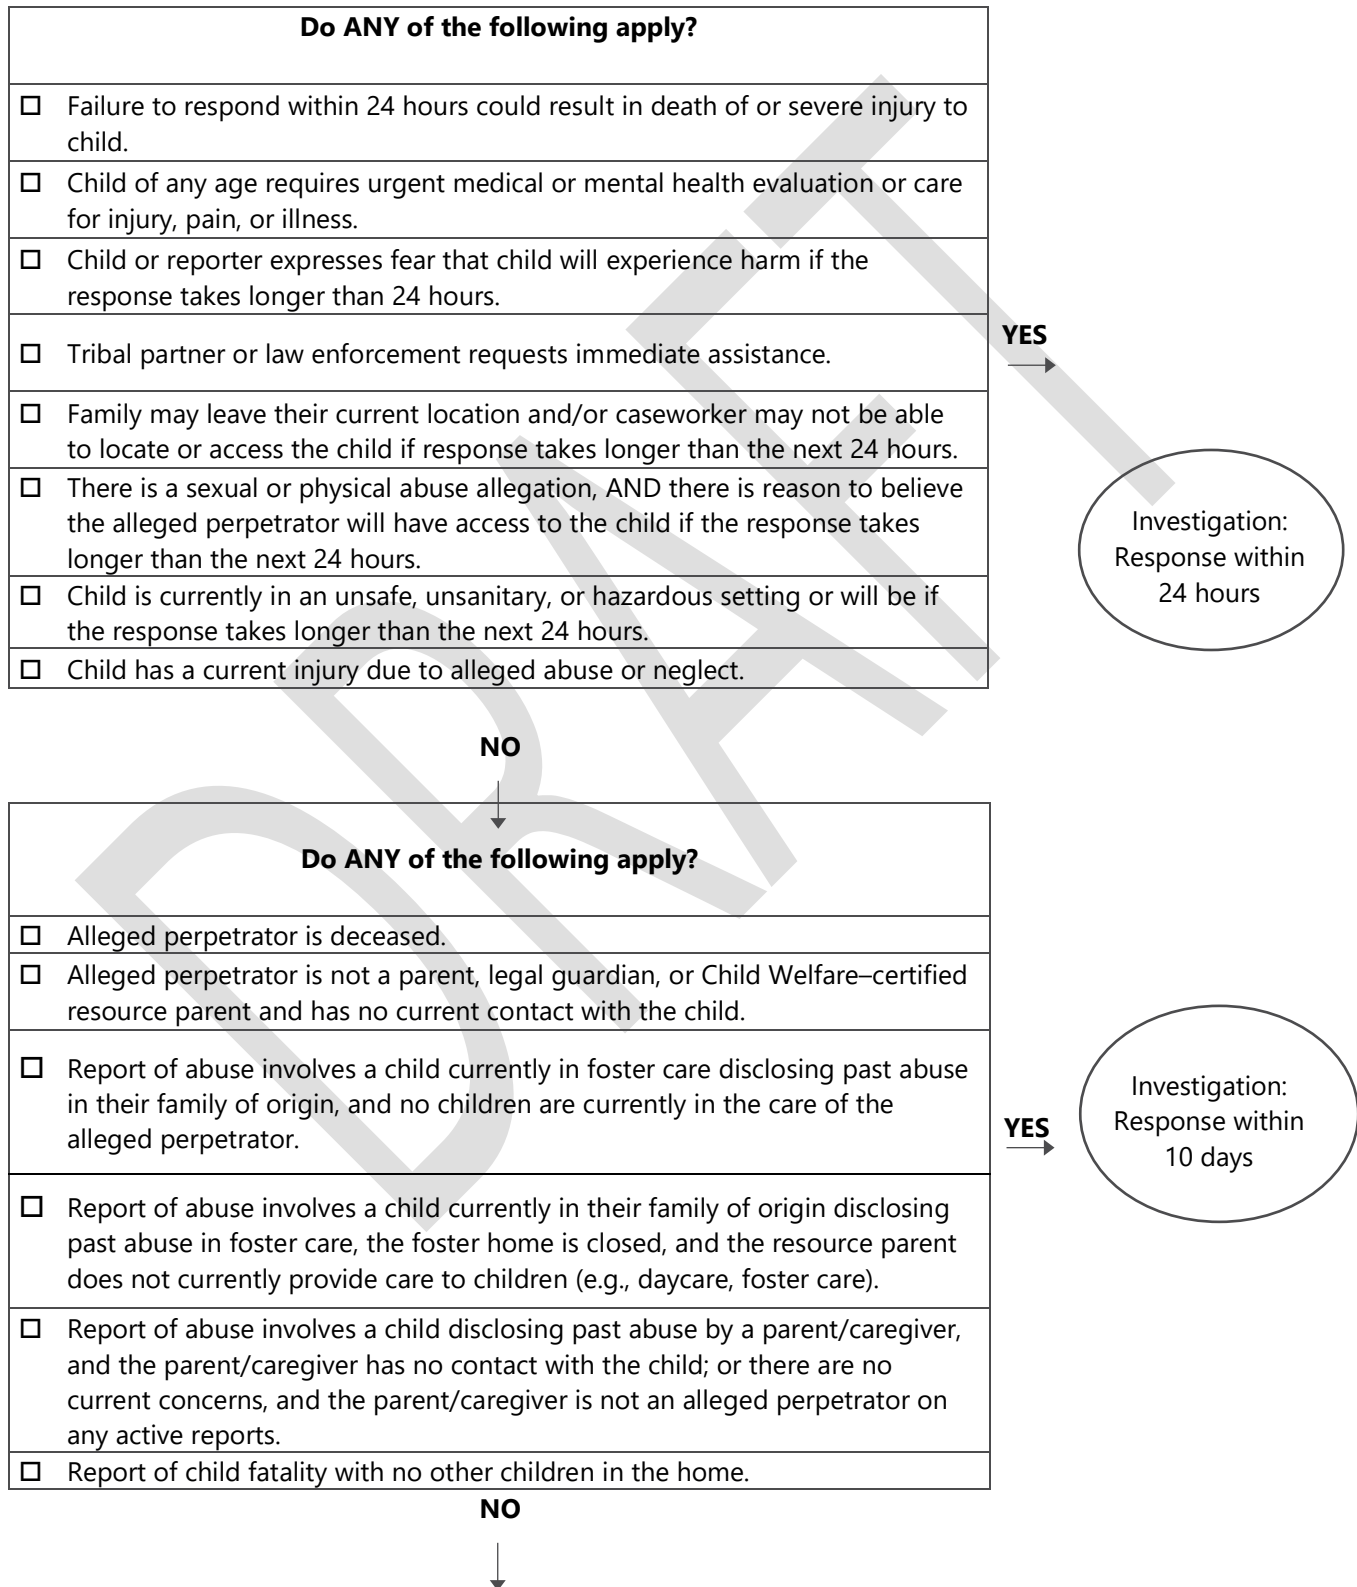 Do ANY of the following apply?
☐ Failure to respond within 24 hours could result in death of or severe injury to
child.
☐ Child of any age requires urgent medical or mental health evaluation or care
for injury, pain, or illness.
☐ Child or reporter expresses fear that child will experience harm if the
response takes longer than 24 hours.
☐ Tribal partner or law enforcement requests immediate assistance.
☐ Family may leave their current location and/or caseworker may not be able
to locate or access the child if response takes longer than the next 24 hours.
☐ There is a sexual or physical abuse allegation, AND there is reason to believe
the alleged perpetrator will have access to the child if the response takes
longer than the next 24 hours.
☐ Child is currently in an unsafe, unsanitary, or hazardous setting or will be if
the response takes longer than the next 24 hours.
☐ Child has a current injury due to alleged abuse or neglect.
YES
Investigation:
Response within
24 hours
NO
Do ANY of the following apply?
☐ Alleged perpetrator is deceased.
☐ Alleged perpetrator is not a parent, legal guardian, or Child Welfare–certified
resource parent and has no current contact with the child.
☐ Report of abuse involves a child currently in foster care disclosing past abuse
in their family of origin, and no children are currently in the care of the
alleged perpetrator.
☐ Report of abuse involves a child currently in their family of origin disclosing
past abuse in foster care, the foster home is closed, and the resource parent
does not currently provide care to children (e.g., daycare, foster care).
☐ Report of abuse involves a child disclosing past abuse by a parent/caregiver,
and the parent/caregiver has no contact with the child; or there are no
current concerns, and the parent/caregiver is not an alleged perpetrator on
any active reports.
☐ Report of child fatality with no other children in the home.
YES
Investigation:
Response within
10 days
NO
DRAFT